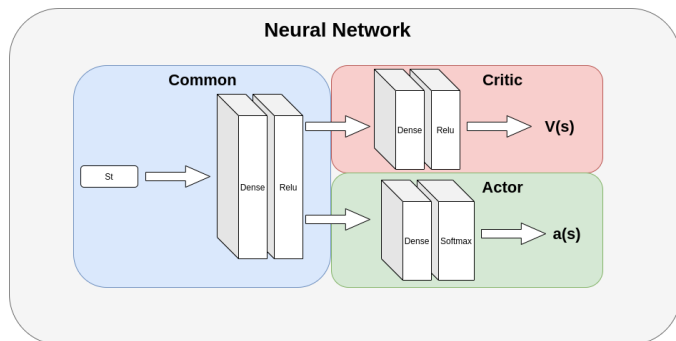 Neural Network
Common
Critic
St
Dense
Relu
Dense
Relu
V(s)
Actor
Dense
Softmax
a(s)